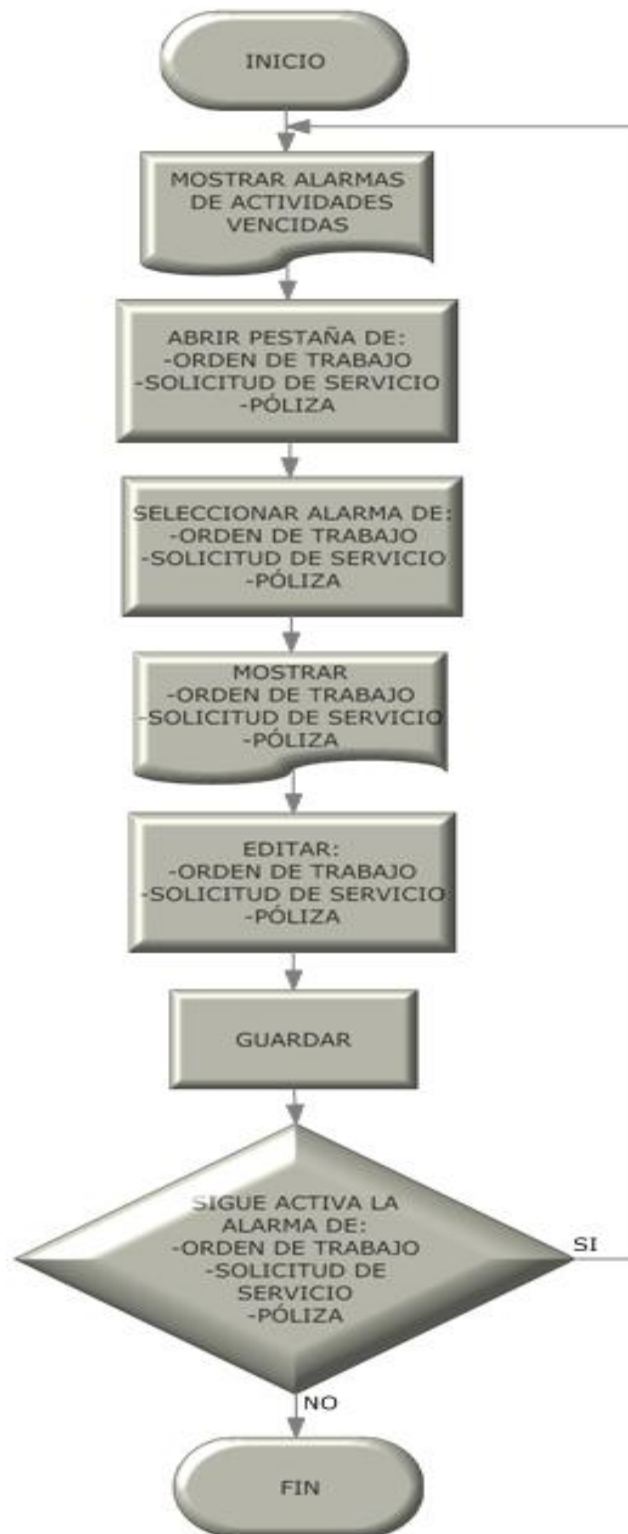 INICIO
MOSTRAR ALARMAS
DE ACTIVIDADES
VENCIDAS
ABRIR PESTAÑA DE:
-ORDEN DE TRABAJO
-SOLICITUD DE SERVICIO
-PÓLIZA
SELECCIONAR ALARMA DE:
-ORDEN DE TRABAJO
-SOLICITUD DE SERVICIO
-PÓLIZA
MOSTRAR
-ORDEN DE TRABAJO
-SOLICITUD DE SERVICIO
-PÓLIZA
EDITAR:
-ORDEN DE TRABAJO
-SOLICITUD DE SERVICIO
-PÓLIZA
GUARDAR
SIGUE ACTIVA LA
ALARMA DE:
-ORDEN DE TRABAJO
-SOLICITUD DE
SERVICIO
-PÓLIZA
SI
NO
FIN